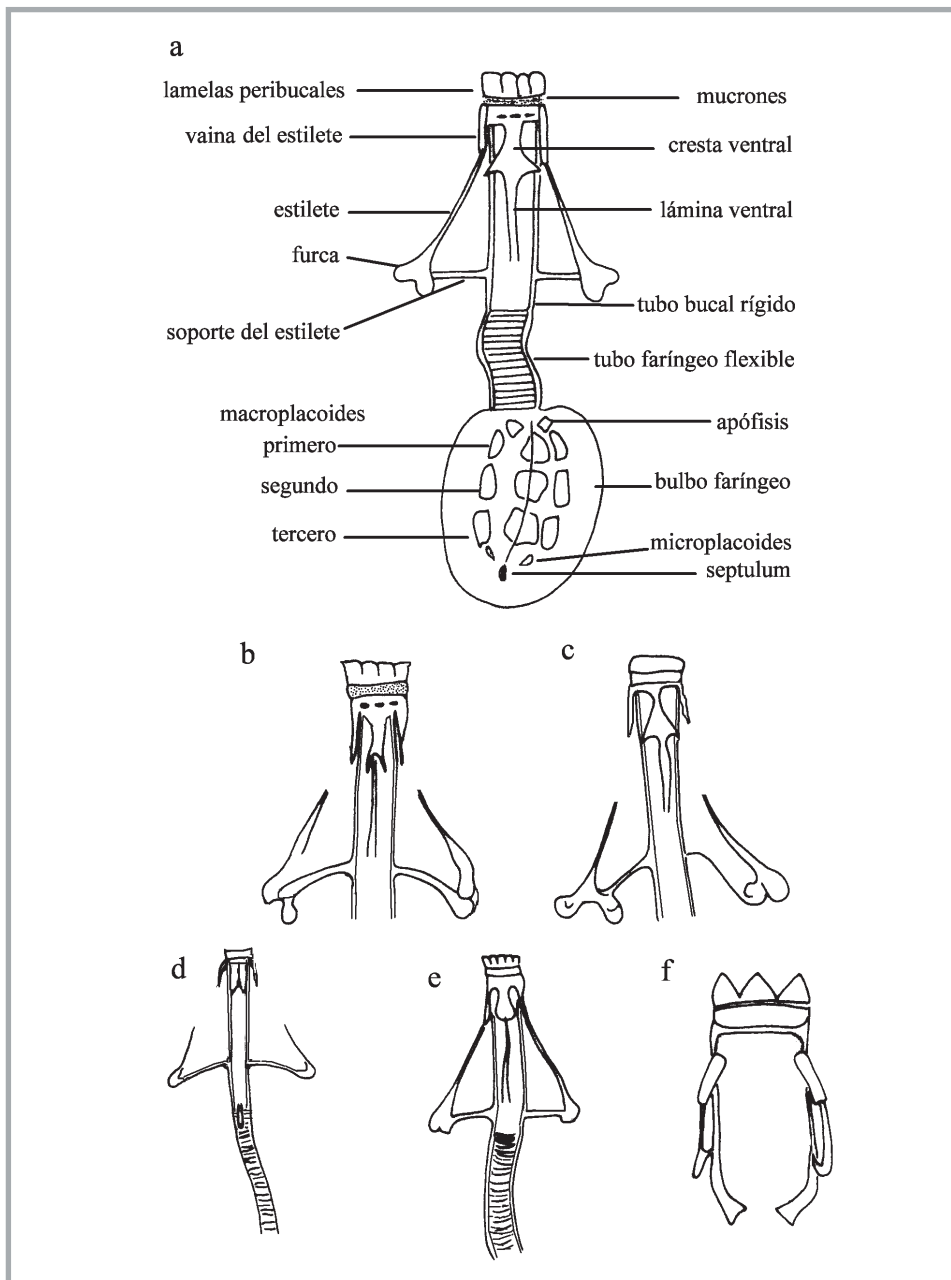 a
lamelas peribucales
mucrones
vaina del estilete
cresta ventral
estilete
lámina ventral
furca
tubo bucal rígido
soporte del estilete
tubo faríngeo flexible
macroplacoides
apófisis
primero
segundo
bulbo faríngeo
tercero
microplacoides
septulum
b
c
d
e
f